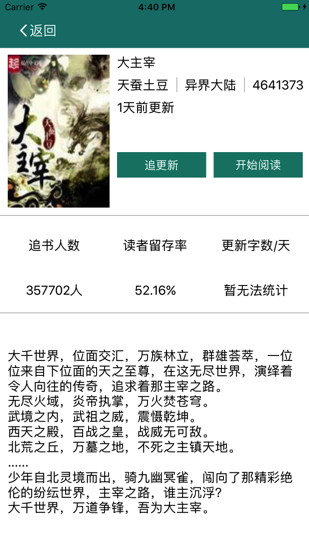 Carrier 4:40 PM
返回
大主宰
天蚕土豆 | 异界大陆 | 4641373
1天前更新
大主宰
天蚕土豆
追更新 开始阅读
追书人数 读者留存率 更新字数/天
357702人 52.16% 暂无法统计
大千世界，位面交汇，万族林立，群雄荟萃，一位
位来自下位面的天之至尊，在这无尽世界，演绎着
令人向往的传奇，追求着那主宰之路。
无尽火域，炎帝执掌，万火焚苍穹。
武境之内，武祖之威，震慑乾坤。
西天之殿，百战之皇，战威无可敌。
北荒之丘，万墓之地，不死之主镇天地。
......
少年自北灵境而出，骑九幽冥雀，闯向了那精彩绝
伦的纷纭世界，主宰之路，谁主沉浮？
大千世界，万道争锋，吾为大主宰。